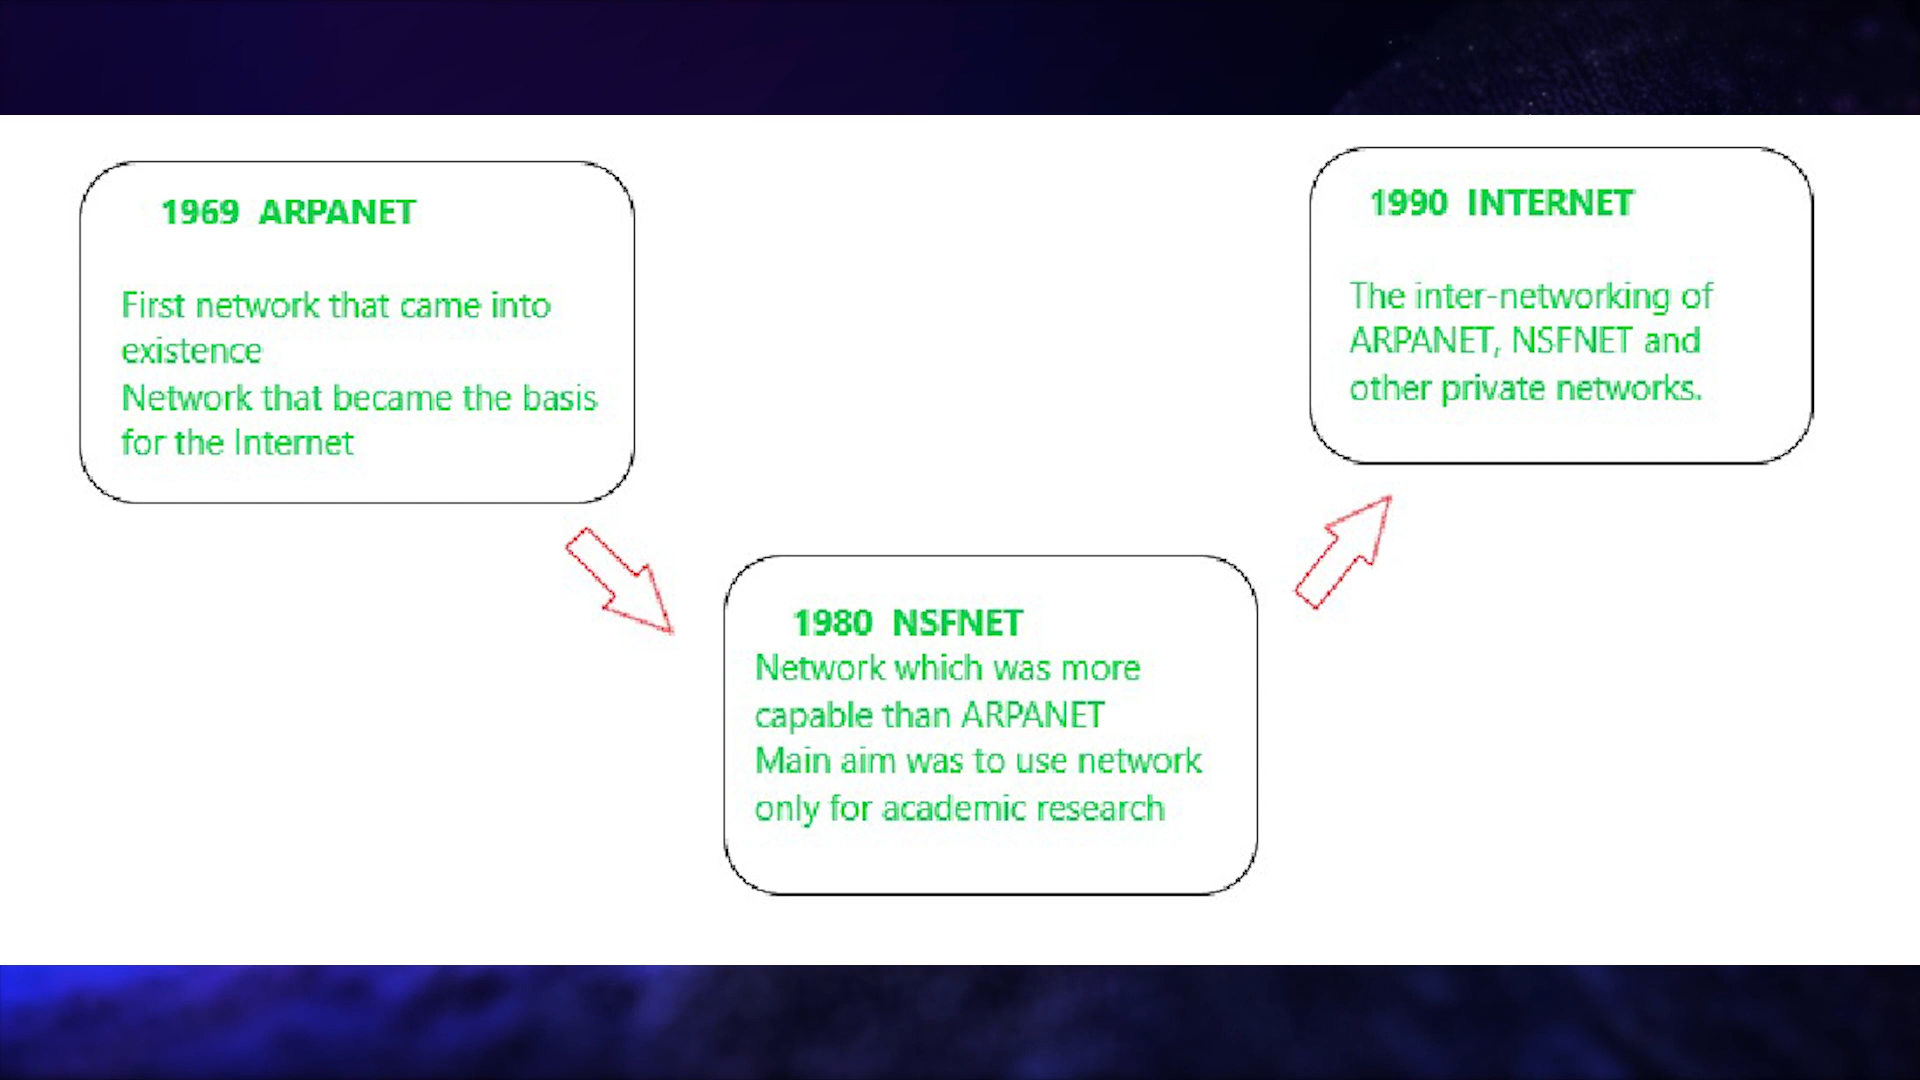 1969 ARPANET
First network that came into
existence
Network that became the basis
for the Internet
1980 NSFNET
Network which was more
capable than ARPANET
Main aim was to use network
only for academic research
1990 INTERNET
The inter-networking of
ARPANET, NSFNET and
other private networks.